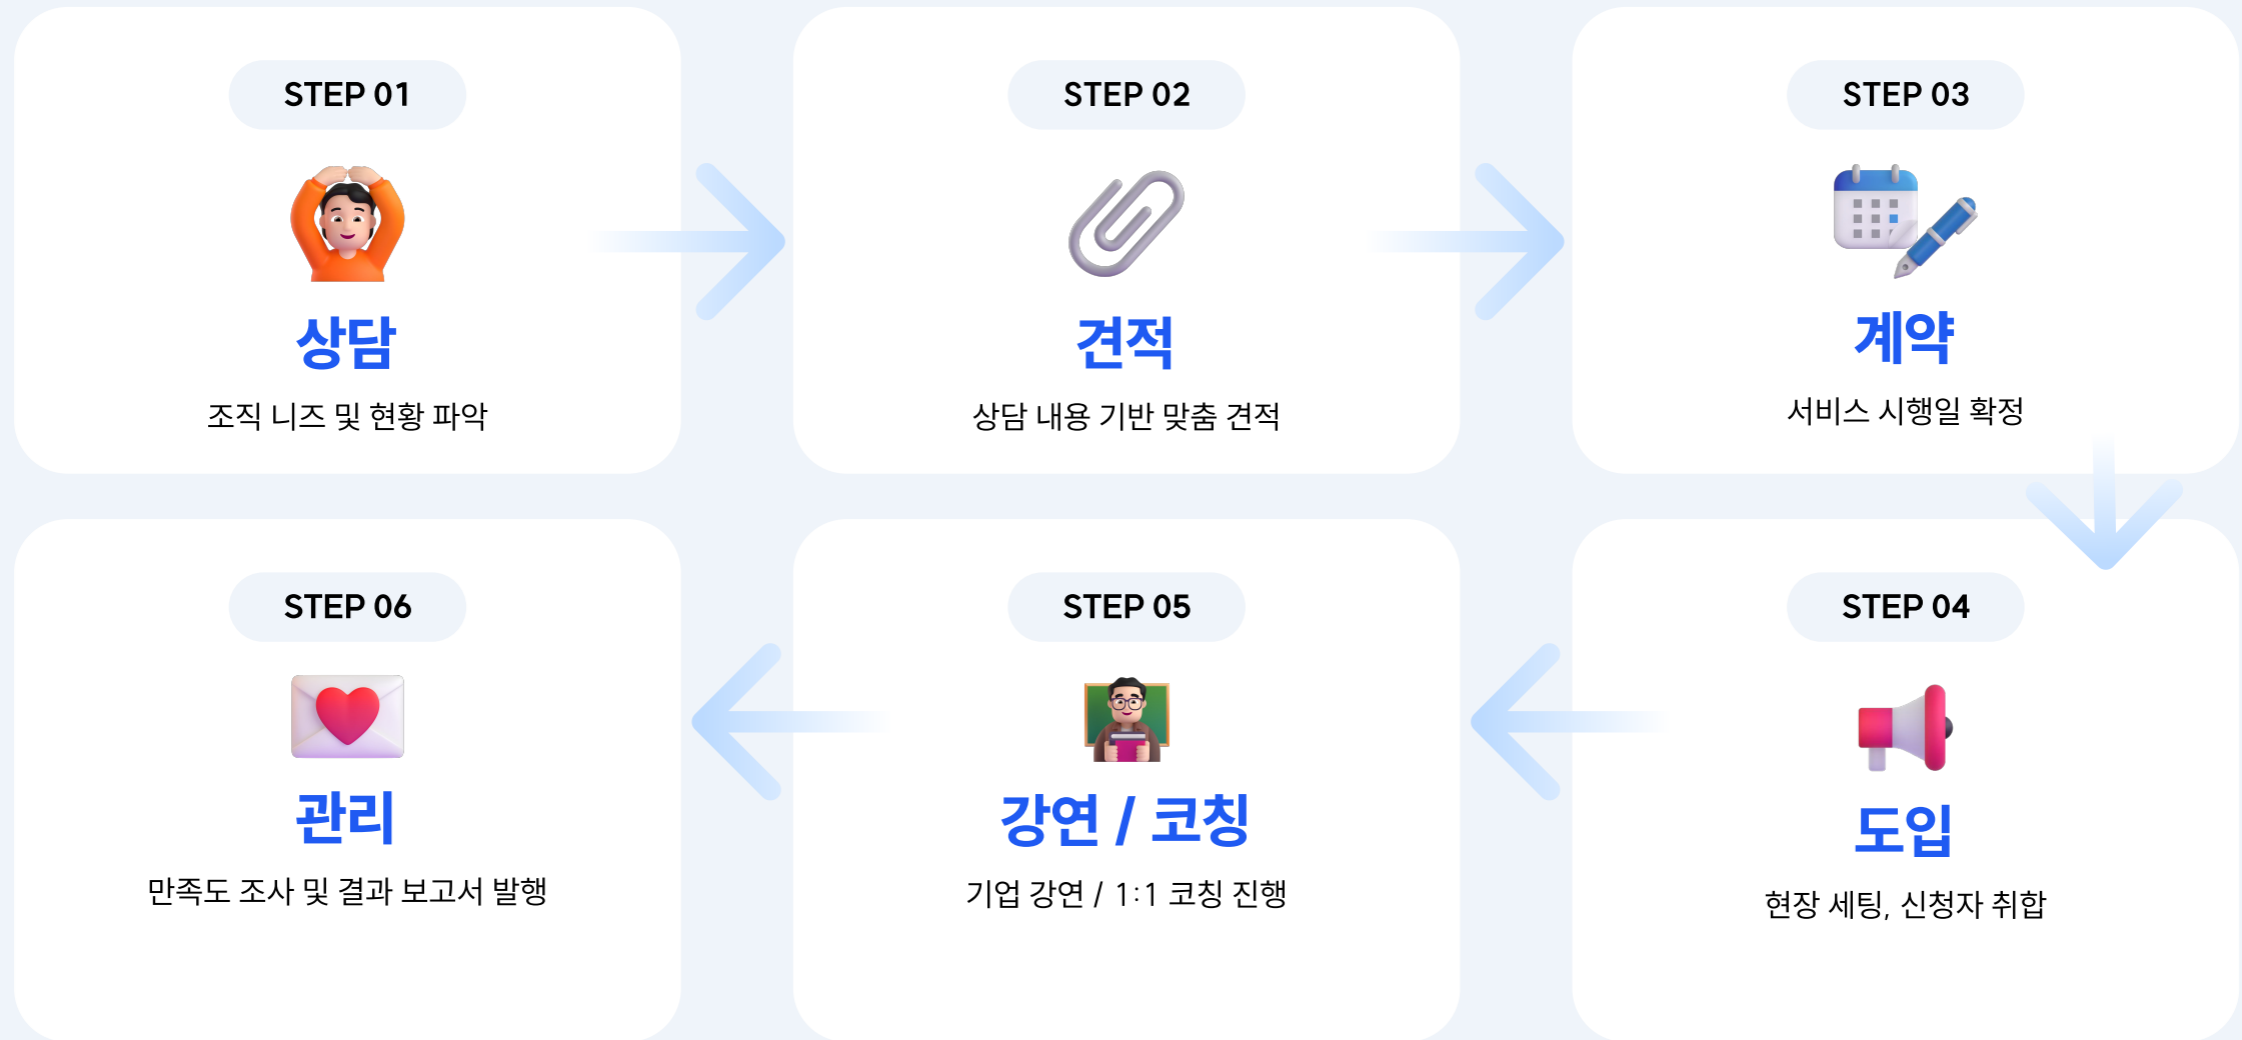 STEP 01
상담
조직 니즈 및 현황 파악
STEP 02
견적
상담 내용 기반 맞춤 견적
STEP 03
계약
서비스 시행일 확정
STEP 04
도입
현장 세팅, 신청자 취합
STEP 05
강연 / 코칭
기업 강연 / 1:1 코칭 진행
STEP 06
관리
만족도 조사 및 결과 보고서 발행